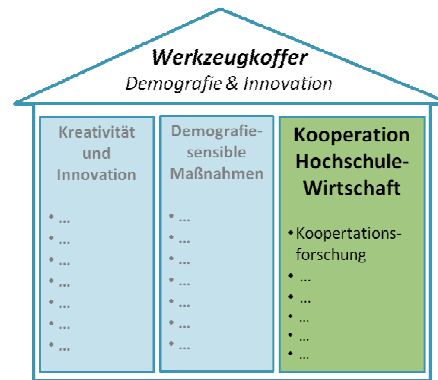 Werkzeugkoffer
Demografie & Innovation
Kreativität
und
Innovation
• ...
• ...
• ...
• ...
• ...
• ...
• ...
Demografie-
sensible
Maßnahmen
• ...
• ...
• ...
• ...
• ...
• ...
• ...
Kooperation
Hochschule-
Wirtschaft
• Koopertations-
forschung
• ...
• ...
• ...
• ...
• ...